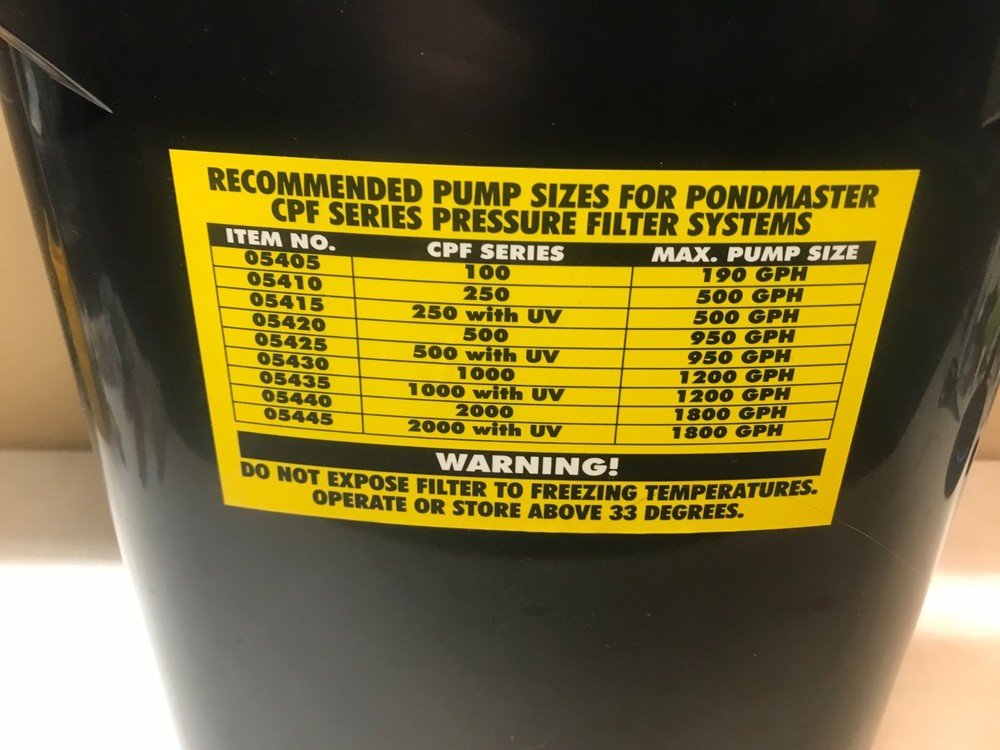 RECOMMENDED PUMP SIZES FOR PONDMASTER
CPF SERIES PRESSURE FILTER SYSTEMS
ITEM NO. CPF SERIES MAX. PUMP SIZE
05405 100 190 GPH
05410 250 500 GPH
05415 250 with UV 500 GPH
05420 500 950 GPH
05425 500 with UV 950 GPH
05430 1000 1200 GPH
05435 1000 with UV 1200 GPH
05440 2000 1800 GPH
05445 2000 with UV 1800 GPH
WARNING!
DO NOT EXPOSE FILTER TO FREEZING TEMPERATURES.
OPERATE OR STORE ABOVE 33 DEGREES.